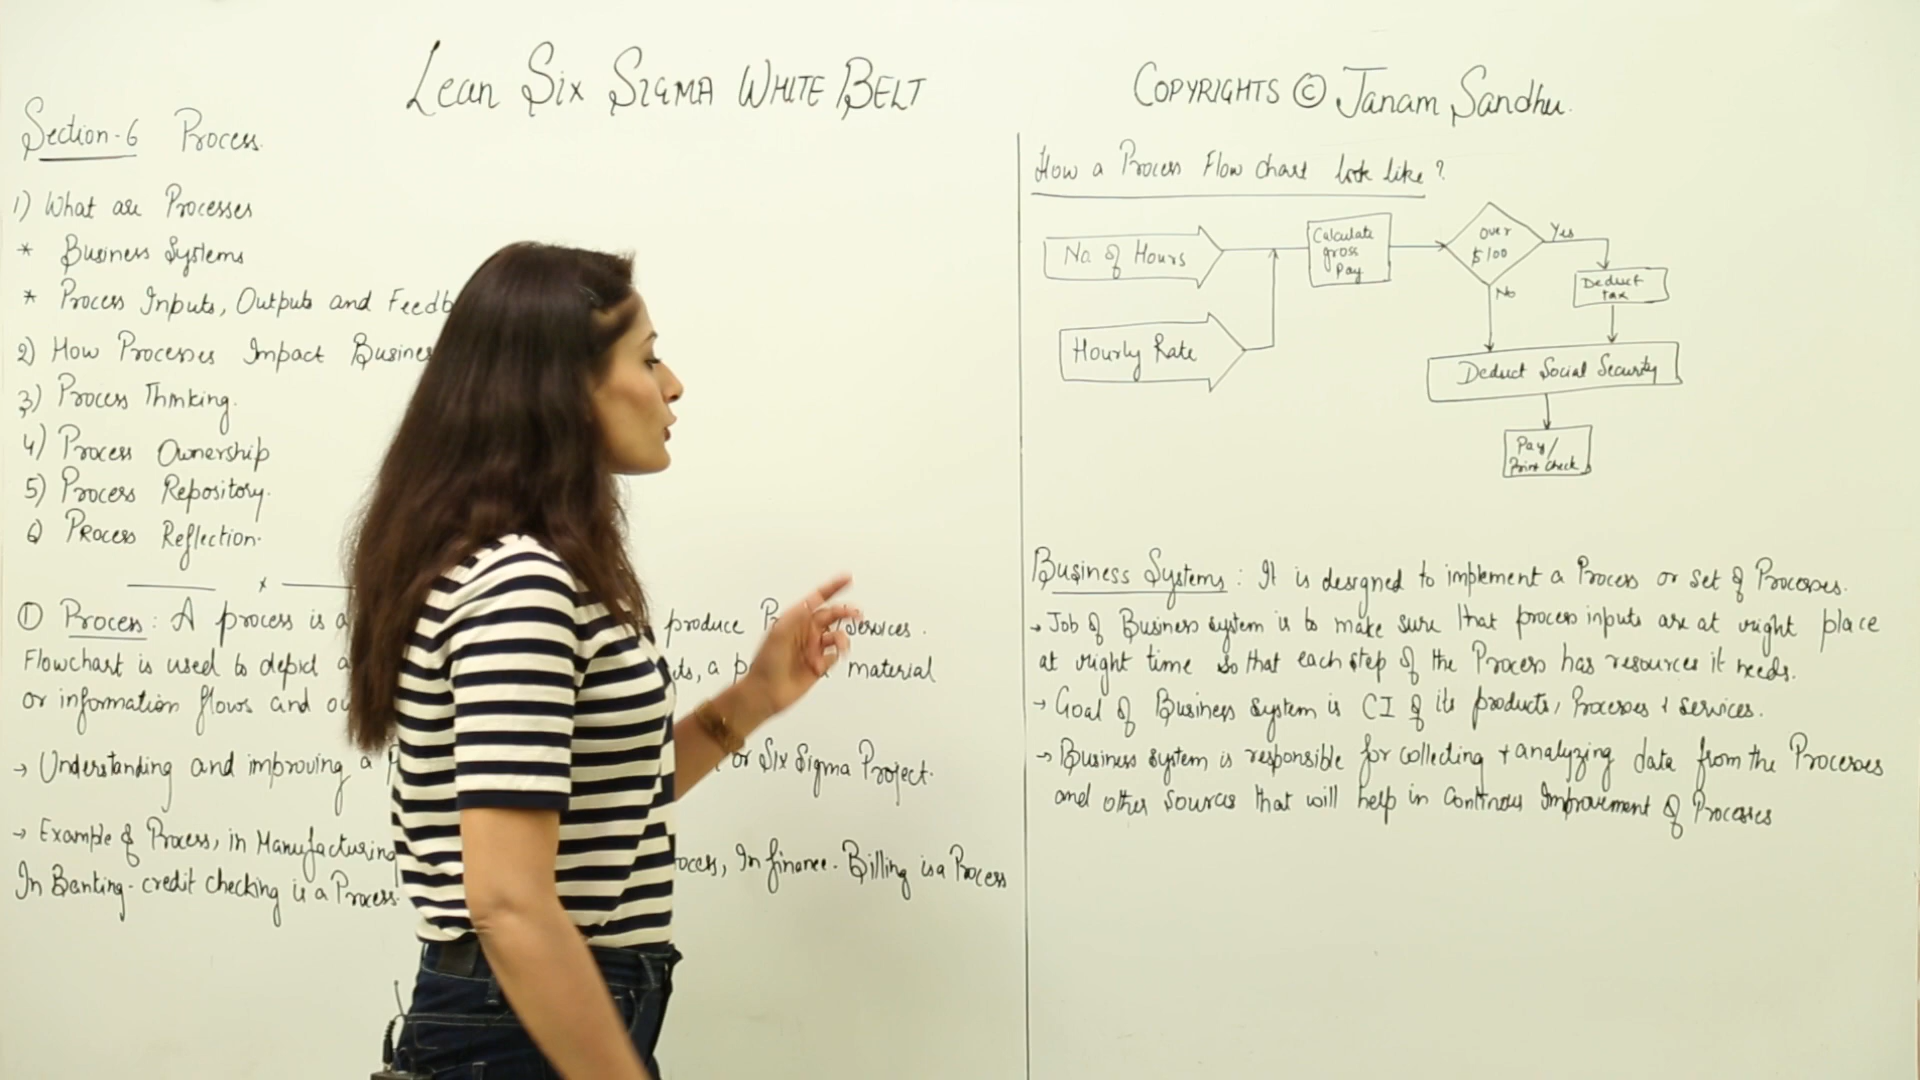 Lean Six Sigma White Belt
Copyrights © Janam Sandhu.
Section-6 Process
1) What are Processes
* Business Systems
* Process Inputs, Outputs and
2) How Processes Impact
3) Process Thinking.
4) Process Ownership
5) Process Repository.
6) Process Reflection.
x
① Process: A process is a produce /Services.
Flowchart is used to depict material
or information flows and
→ Understanding and improving a or Six Sigma Project.
→ Example of Process, in Manufacturing In finance. Billing is a Process
In Banking - credit checking is a Process.
How a Process Flow chart look like?
No of Hours
Hourly Rate
Calculate
gross
Pay
Over
$100
Yes
No
Deduct
tax
Deduct Social Security
Pay/
Print check
Business Systems: It is designed to implement a Process or set of Processes.
→ Job of Business system is to make sure that process inputs are at right place
at right time so that each step of the Process has resources it needs.
→ Goal of Business system is CI of its products, Processes & services.
→ Business system is responsible for collecting + analyzing data from the Processes
and other sources that will help in Continous Improvement of Processes